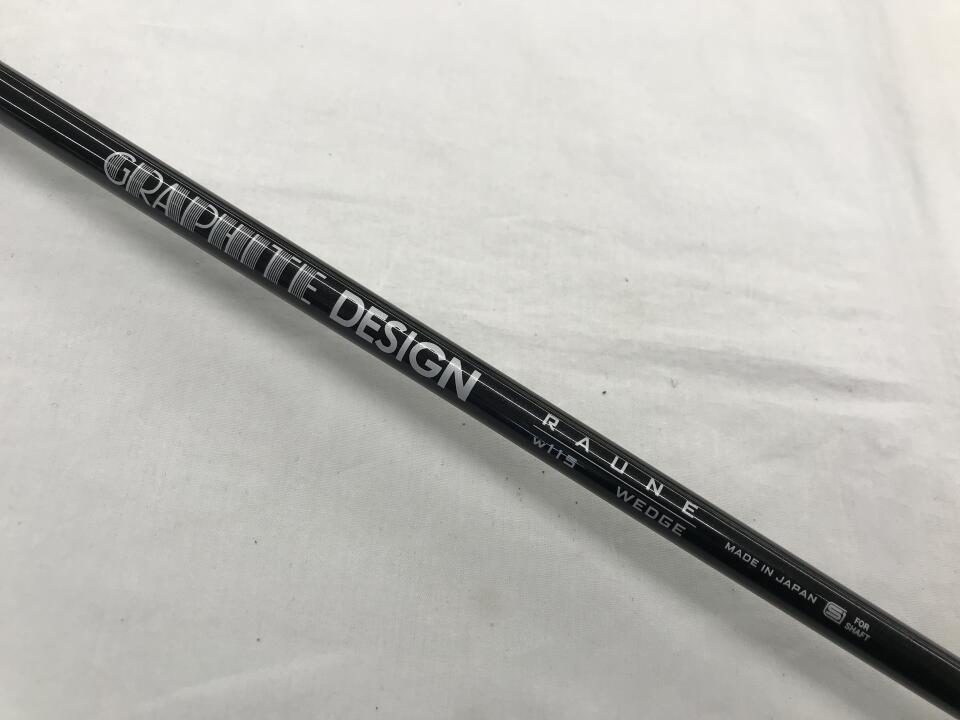 GRAPHITE DESIGN
RAUNE
W115 WEDGE
MADE IN JAPAN
S FOR
SHAFT